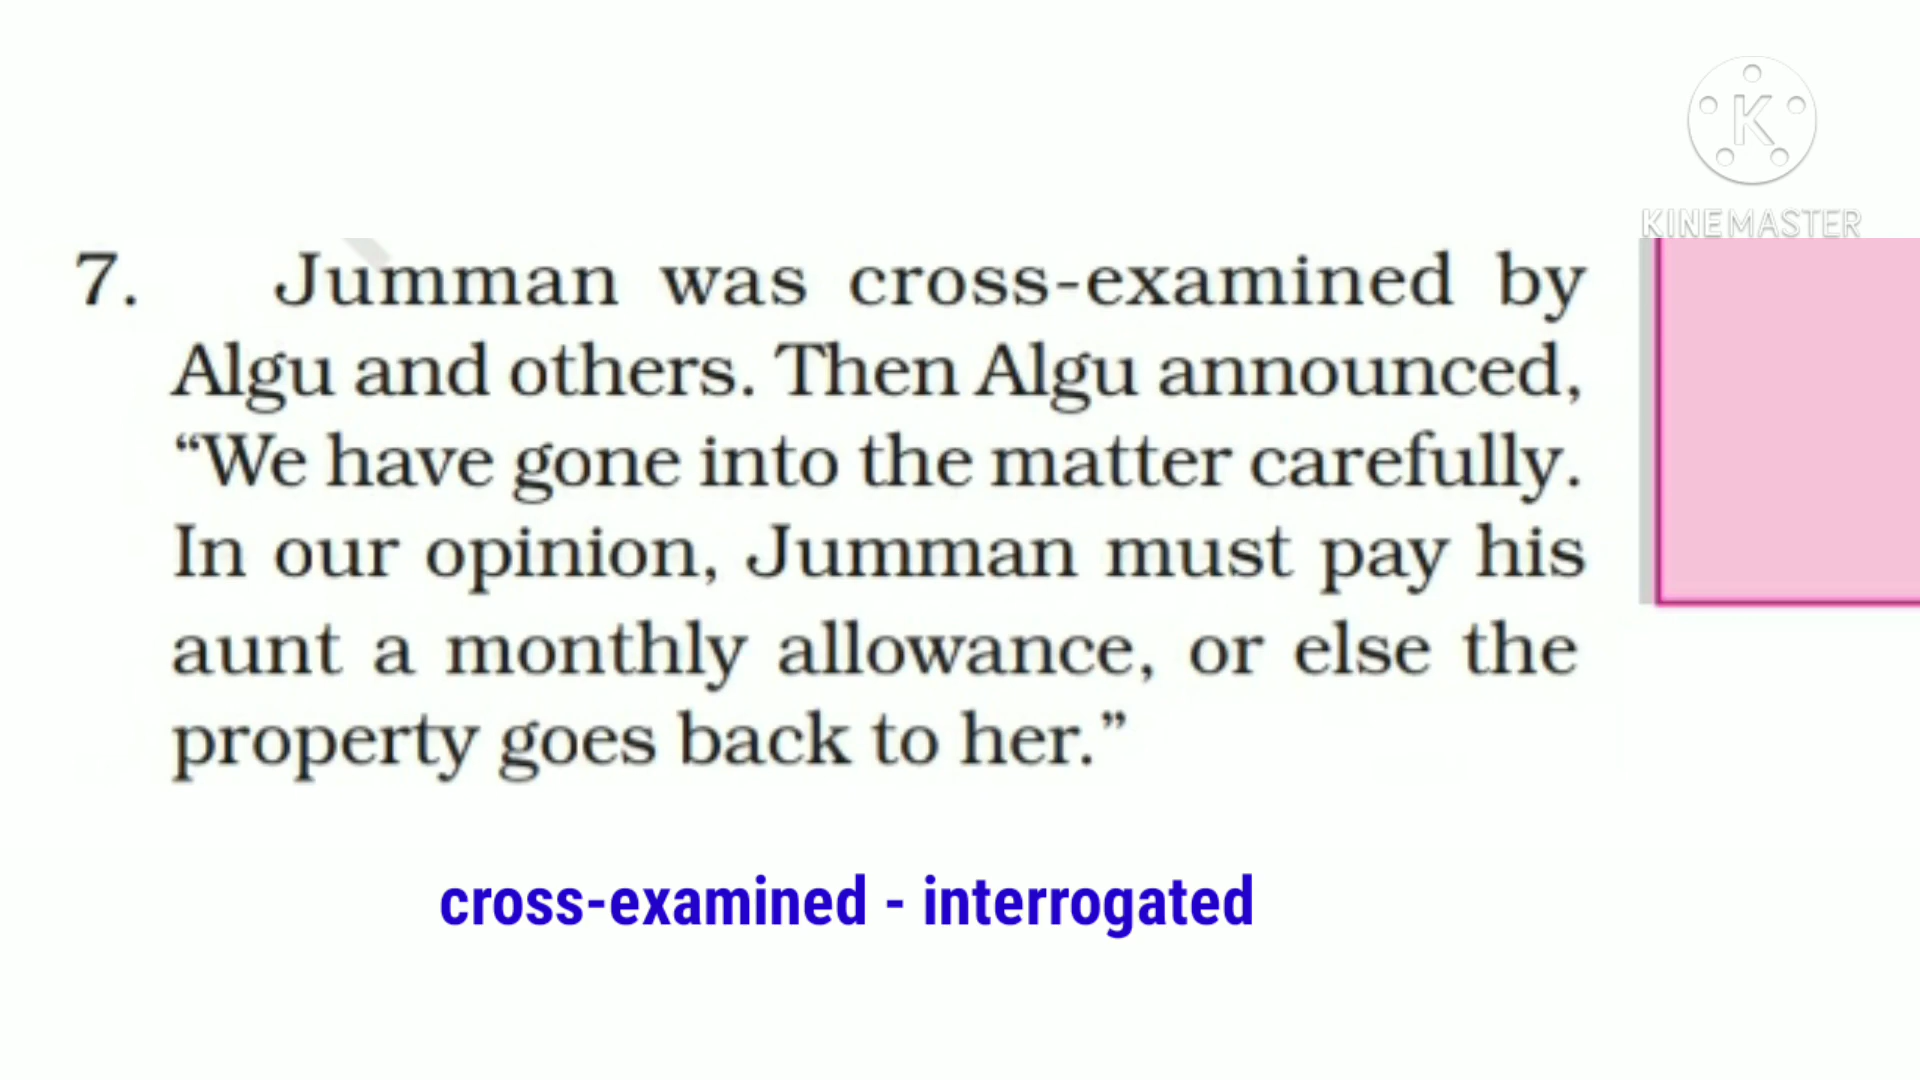 K
KINEMASTER
7. Jumman was cross-examined by
Algu and others. Then Algu announced,
“We have gone into the matter carefully.
In our opinion, Jumman must pay his
aunt a monthly allowance, or else the
property goes back to her.”
cross-examined - interrogated